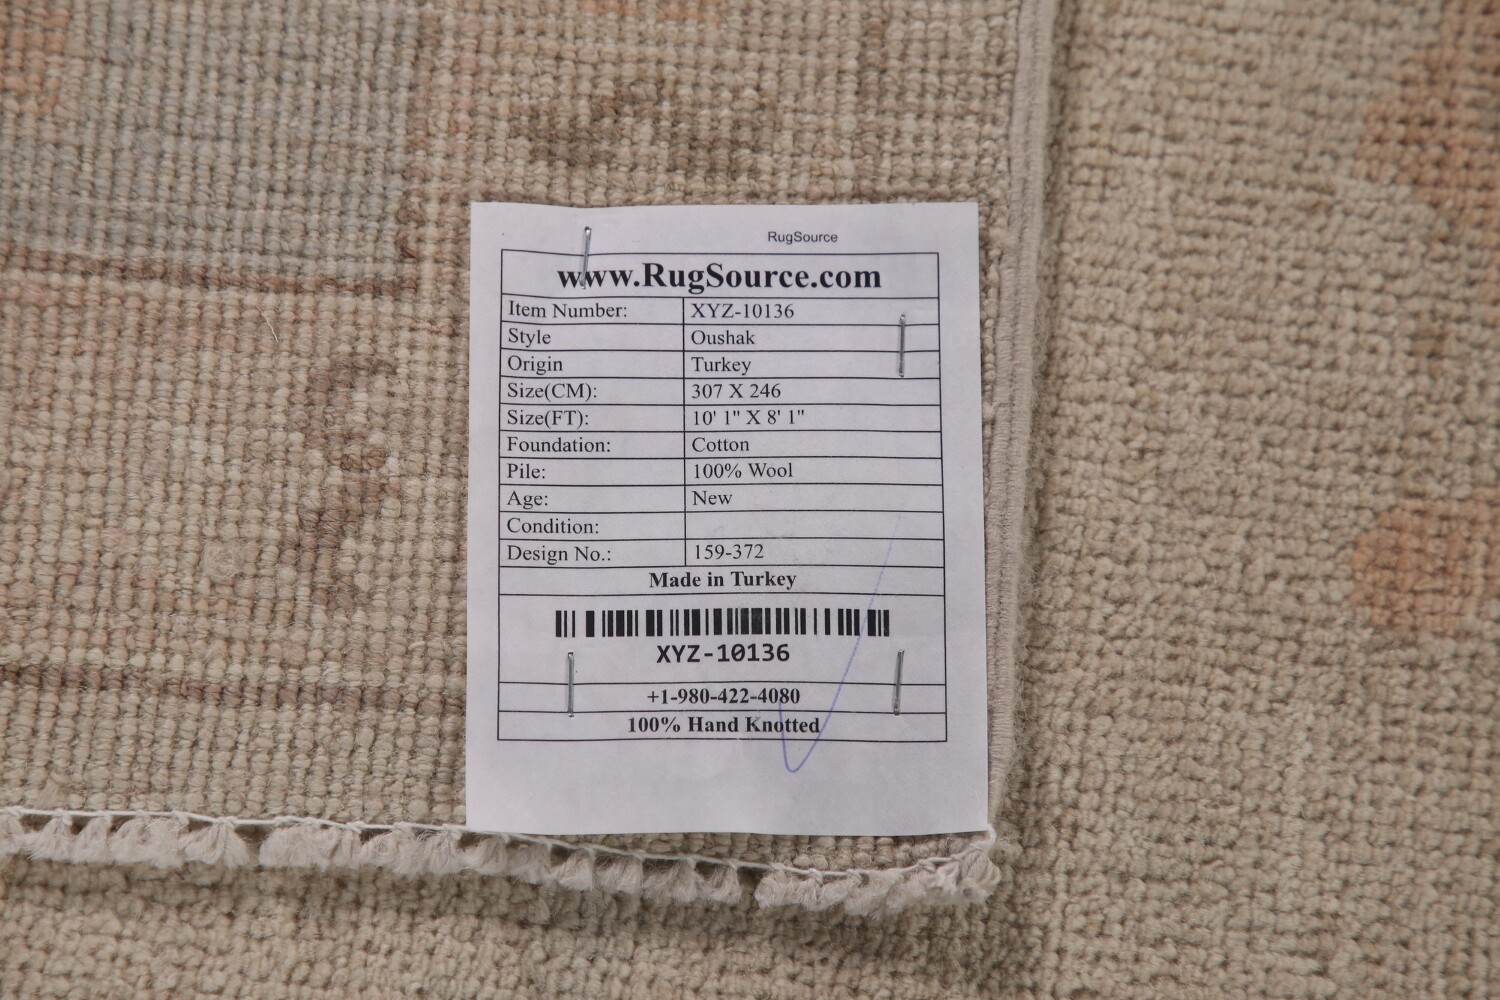 RugSource
www.RugSource.com
Item Number: XYZ-10136
Style Oushak
Origin Turkey
Size(CM): 307 X 246
Size(FT): 10' 1" X 8' 1"
Foundation: Cotton
Pile: 100% Wool
Age: New
Condition:
Design No.: 159-372
Made in Turkey
XYZ-10136
+1-980-422-4080
100% Hand Knotted